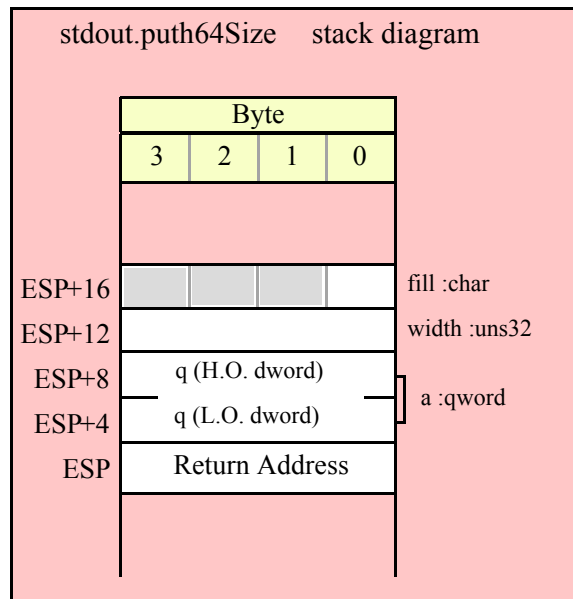 stdout.puth64Size stack diagram
Byte
3 2 1 0
ESP+16 fill :char
ESP+12 width :uns32
ESP+8 q (H.O. dword)
a :qword
ESP+4 q (L.O. dword)
ESP Return Address